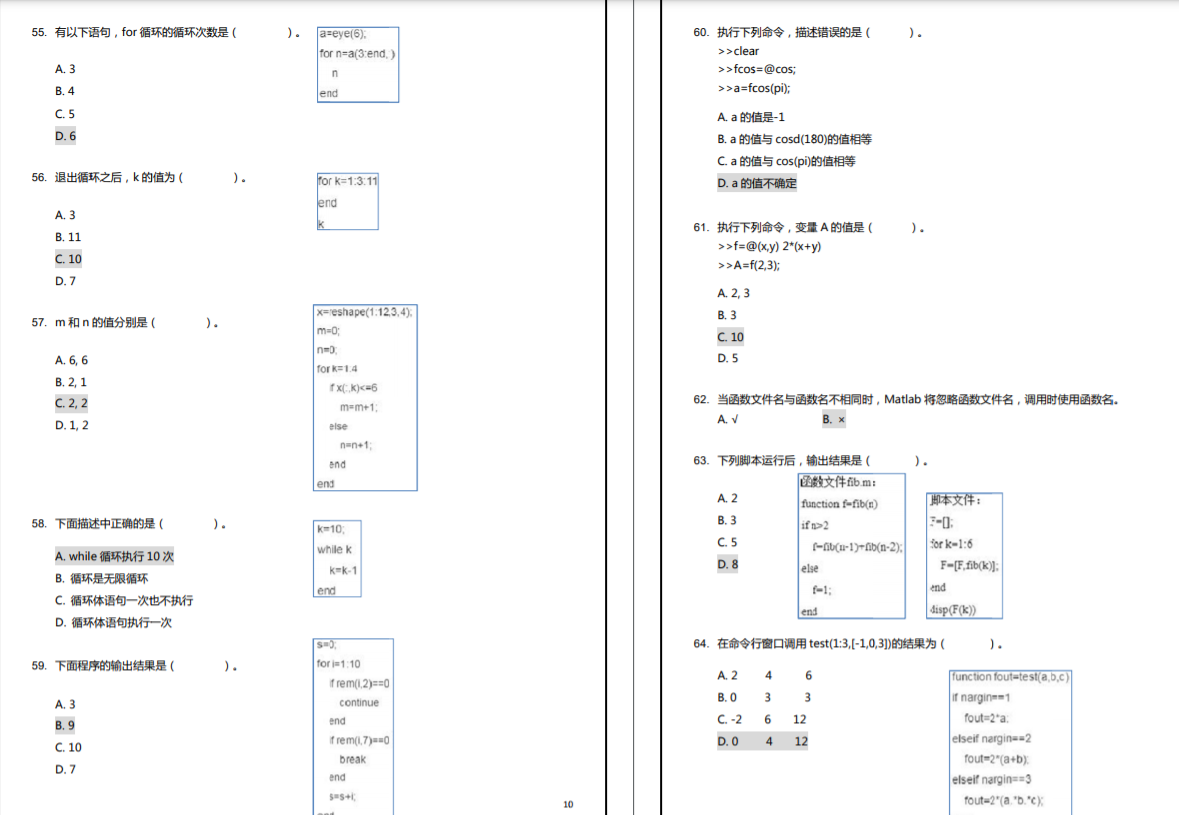 55. 有以下语句，for 循环的循环次数是（ ）。
a=eye(6);
for n=a(3:end,:)
n
end
A. 3
B. 4
C. 5
D. 6
56. 退出循环之后，k 的值为（ ）。
for k=1:3:11
end
k
A. 3
B. 11
C. 10
D. 7
57. m 和 n 的值分别是（ ）。
x=reshape(1:12,3,4);
m=0;
n=0;
for k=1:4
if x(:,k)<=6
m=m+1;
else
n=n+1;
end
end
A. 6, 6
B. 2, 1
C. 2, 2
D. 1, 2
58. 下面描述中正确的是（ ）。
k=10;
while k
k=k-1
end
A. while 循环执行 10 次
B. 循环是无限循环
C. 循环体语句一次也不执行
D. 循环体语句执行一次
59. 下面程序的输出结果是（ ）。
s=0;
for i=1:10
if rem(i,2)==0
continue
end
if rem(i,7)==0
break
end
s=s+i;
A. 3
B. 9
C. 10
D. 7
10
60. 执行下列命令，描述错误的是（ ）。
>>clear
>>fcos=@cos;
>>a=fcos(pi);
A. a 的值是-1
B. a 的值与 cosd(180)的值相等
C. a 的值与 cos(pi)的值相等
D. a 的值不确定
61. 执行下列命令，变量 A 的值是（ ）。
>>f=@(x,y) 2*(x+y)
>>A=f(2,3);
A. 2, 3
B. 3
C. 10
D. 5
62. 当函数文件名与函数名不相同时，Matlab 将忽略函数文件名，调用时使用函数名。
A. √ B. ×
63. 下列脚本运行后，输出结果是（ ）。
A. 2
B. 3
C. 5
D. 8
函数文件fib.m：
function f=fib(n)
if n>2
f=fib(n-1)+fib(n-2);
else
f=1;
end
脚本文件：
F=[];
for k=1:6
F=[F,fib(k)];
end
disp(F(k))
64. 在命令行窗口调用 test(1:3,[-1,0,3])的结果为（ ）。
A. 2 4 6
B. 0 3 3
C. -2 6 12
D. 0 4 12
function fout=test(a,b,c)
if nargin==1
fout=2*a;
elseif nargin==2
fout=2*(a+b);
elseif nargin==3
fout=2*(a.*b.*c);